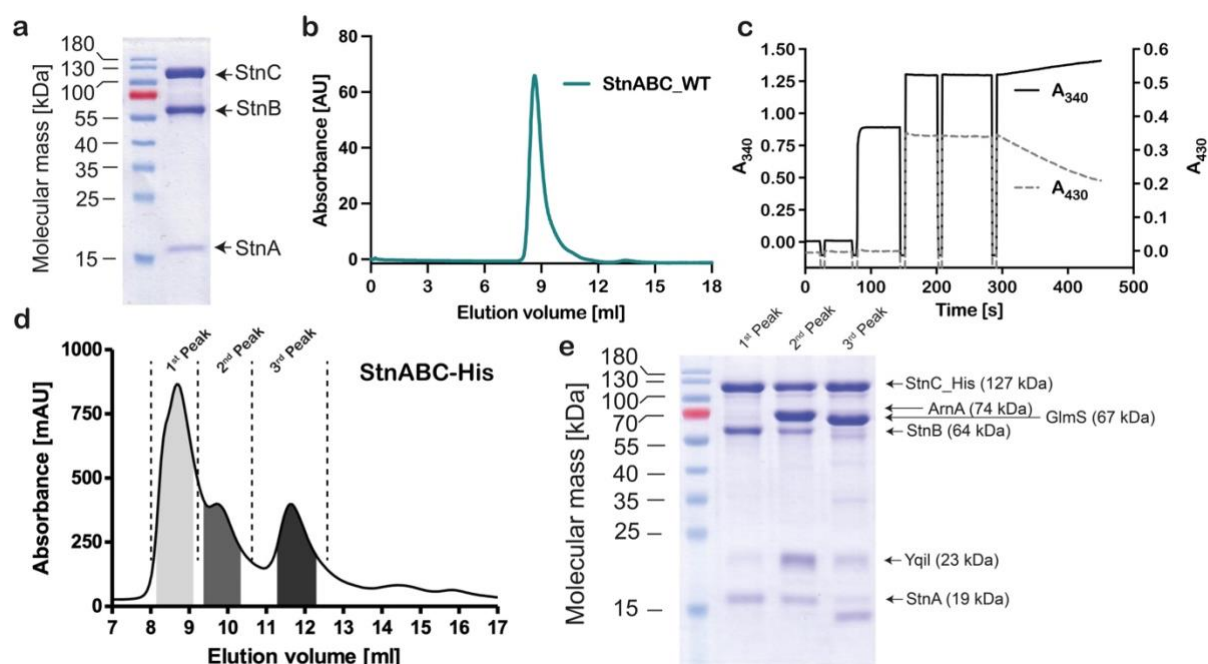 a
180
130
100
55
40
35
25
15
Molecular mass [kDa]
StnC
StnB
StnA
b
80
60
40
20
0
Absorbance [AU]
StnABC_WT
0 3 6 9 12 15 18
Elution volume [ml]
c
1.50
1.25
1.00
0.75
0.50
0.25
0.00
A340
0.6
0.5
0.4
0.3
0.2
0.1
0.0
A430
A340
A430
0 100 200 300 400 500
Time [s]
d
1st Peak
2nd Peak
3rd Peak
StnABC-His
1000
750
500
250
0
Absorbance [mAU]
7 8 9 10 11 12 13 14 15 16 17
Elution volume [ml]
e
1st Peak
2nd Peak
3rd Peak
180
130
100
70
55
40
35
25
15
Molecular mass [kDa]
StnC_His (127 kDa)
ArnA (74 kDa)
GlmS (67 kDa)
StnB (64 kDa)
YqiI (23 kDa)
StnA (19 kDa)